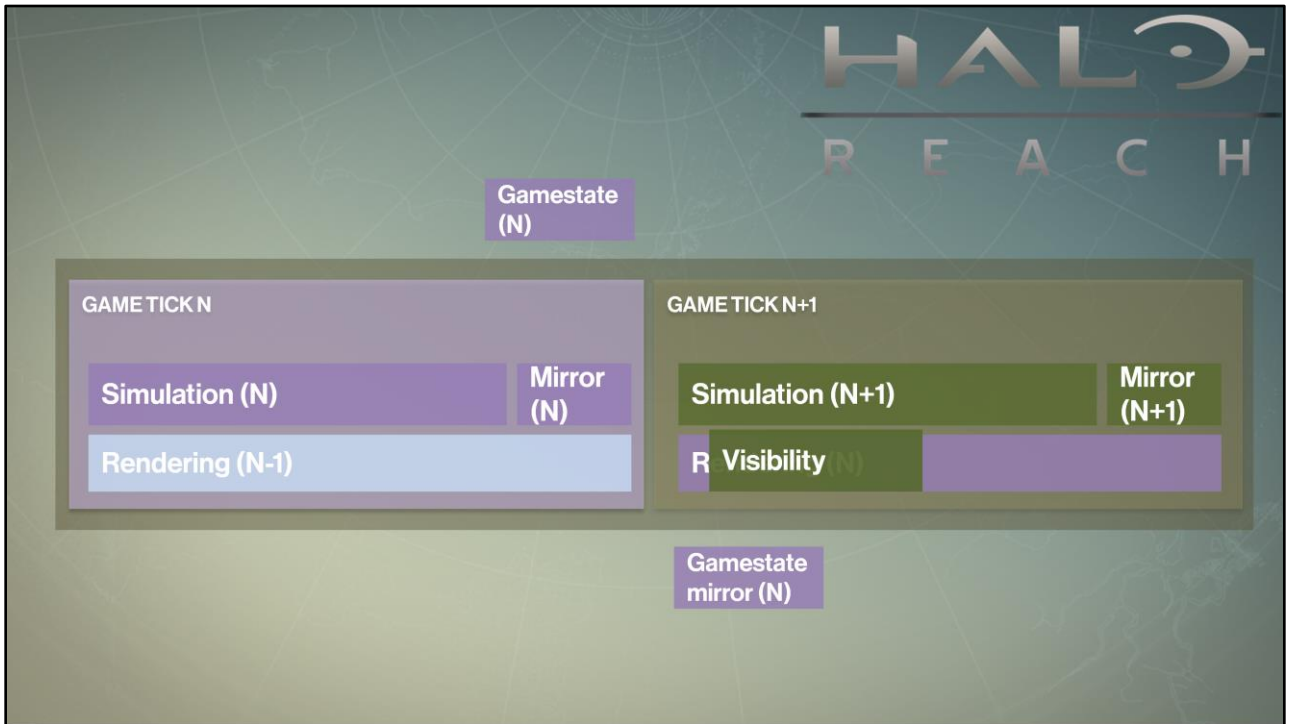 HALO
REACH
Gamestate
(N)
GAME TICK N
GAME TICK N+1
Simulation (N)
Mirror
(N)
Simulation (N+1)
Mirror
(N+1)
Rendering (N-1)
R Visibility (N)
Gamestate
mirror (N)